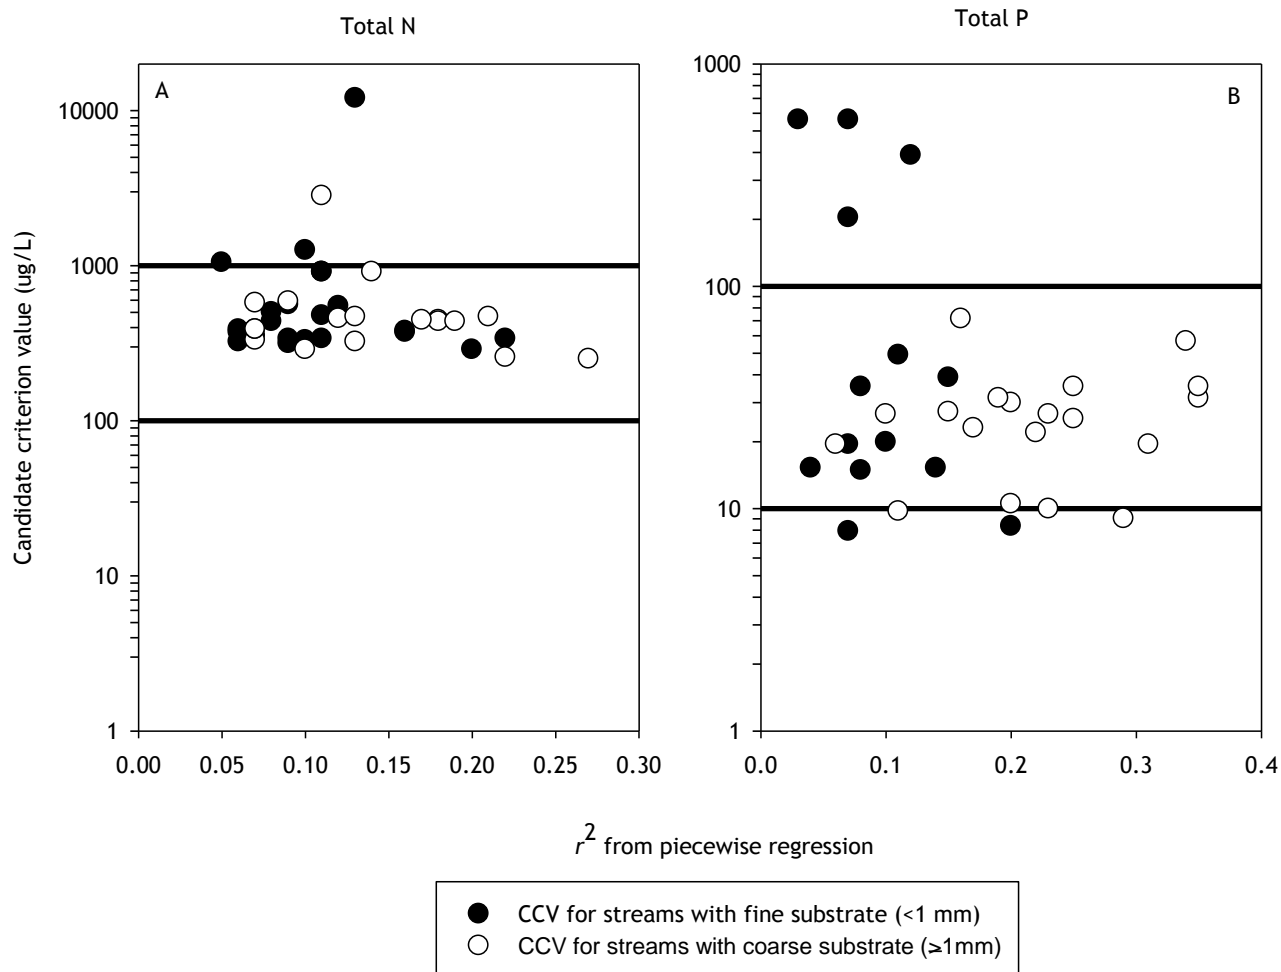 Total N
Total P
A
B
10000
1000
100
10
1
1000
100
10
1
Candidate criterion value (ug/L)
0.00 0.05 0.10 0.15 0.20 0.25 0.30
0.0 0.1 0.2 0.3 0.4
r² from piecewise regression
CCV for streams with fine substrate (<1 mm)
CCV for streams with coarse substrate (≥1mm)